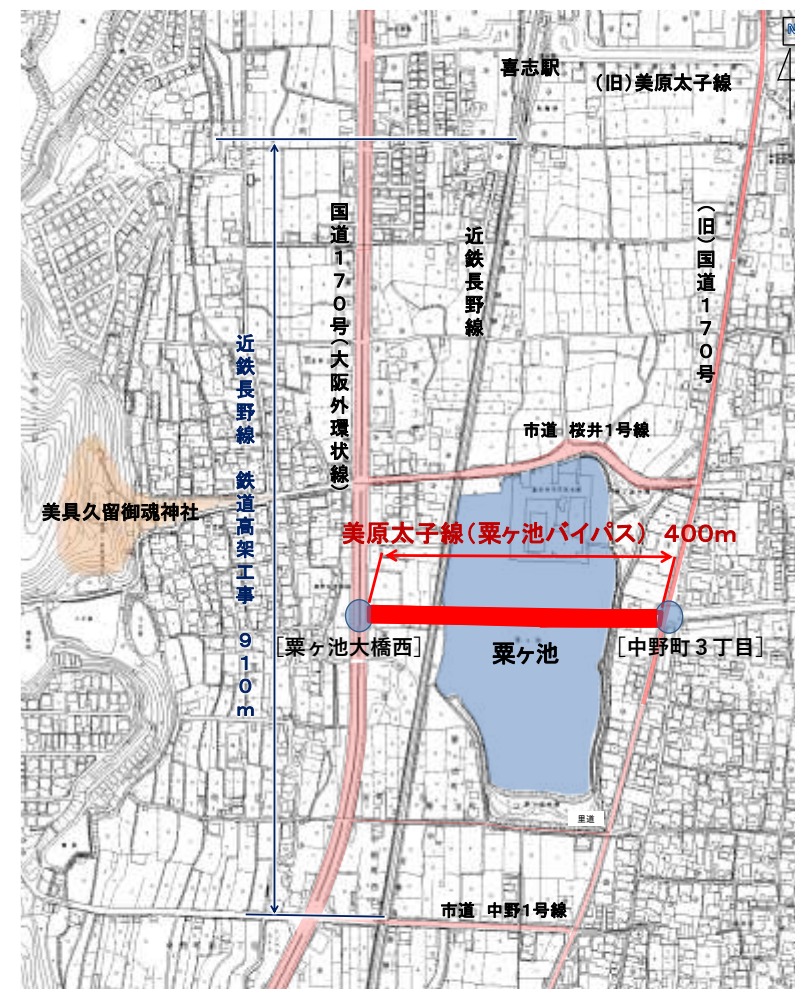 N
喜志駅
(旧)美原太子線
国道170号(大阪外環状線)
近鉄長野線
(旧)国道170号
近鉄長野線 鉄道高架工事 910m
市道 桜井1号線
美具久留御魂神社
美原太子線(粟ヶ池バイパス) 400m
[粟ヶ池大橋西]
粟ヶ池
[中野町3丁目]
里道
市道 中野1号線